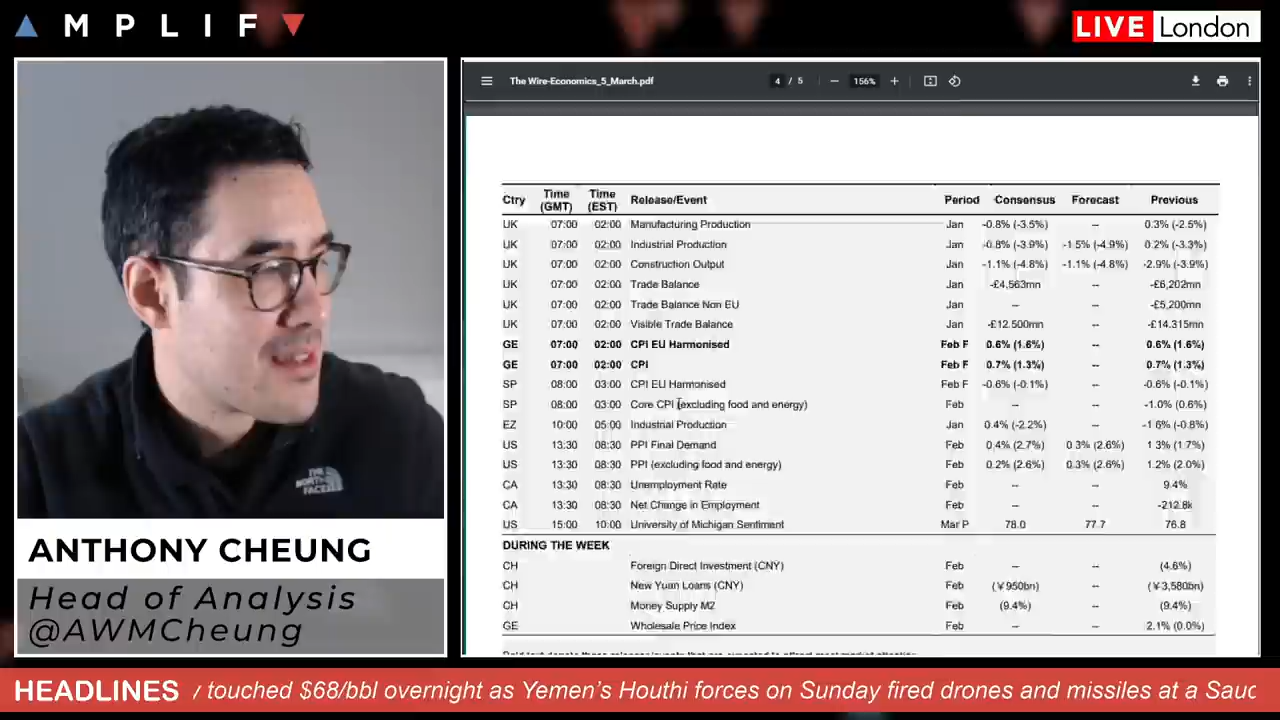 AMPLIFY
LIVE London
The Wire-Economics_5_March.pdf 4 / 5 156%
Ctry Time (GMT) Time (EST) Release/Event Period Consensus Forecast Previous
UK 07:00 02:00 Manufacturing Production Jan -0.8% (-3.5%) -- 0.3% (-2.5%)
UK 07:00 02:00 Industrial Production Jan -0.8% (-3.9%) -1.5% (-4.9%) 0.2% (-3.3%)
UK 07:00 02:00 Construction Output Jan -1.1% (-4.8%) -1.1% (-4.8%) -2.9% (-3.9%)
UK 07:00 02:00 Trade Balance Jan -£4,563mn -- -£6,202mn
UK 07:00 02:00 Trade Balance Non EU Jan -- -- -£5,200mn
UK 07:00 02:00 Visible Trade Balance Jan -£12.500mn -- -£14.315mn
GE 07:00 02:00 CPI EU Harmonised Feb F 0.6% (1.6%) -- 0.6% (1.6%)
GE 07:00 02:00 CPI Feb F 0.7% (1.3%) -- 0.7% (1.3%)
SP 08:00 03:00 CPI EU Harmonised Feb F -0.6% (-0.1%) -- -0.6% (-0.1%)
SP 08:00 03:00 Core CPI (excluding food and energy) Feb -- -- -1.0% (0.6%)
EZ 10:00 05:00 Industrial Production Jan 0.4% (-2.2%) -- -1.6% (-0.8%)
US 13:30 08:30 PPI Final Demand Feb 0.4% (2.7%) 0.3% (2.6%) 1.3% (1.7%)
US 13:30 08:30 PPI (excluding food and energy) Feb 0.2% (2.6%) 0.3% (2.6%) 1.2% (2.0%)
CA 13:30 08:30 Unemployment Rate Feb -- -- 9.4%
CA 13:30 08:30 Net Change in Employment Feb -- -- -212.8k
US 15:00 10:00 University of Michigan Sentiment Mar P 78.0 77.7 76.8
DURING THE WEEK
CH Foreign Direct Investment (CNY) Feb -- -- (4.6%)
CH New Yuan Loans (CNY) Feb (¥950bn) -- (¥3,580bn)
CH Money Supply M2 Feb (9.4%) -- (9.4%)
GE Wholesale Price Index Feb -- -- 2.1% (0.0%)
THE
NORTH
FACE
ANTHONY CHEUNG
Head of Analysis
@AWMCheung
HEADLINES y touched $68/bbl overnight as Yemen's Houthi forces on Sunday fired drones and missiles at a Sauc